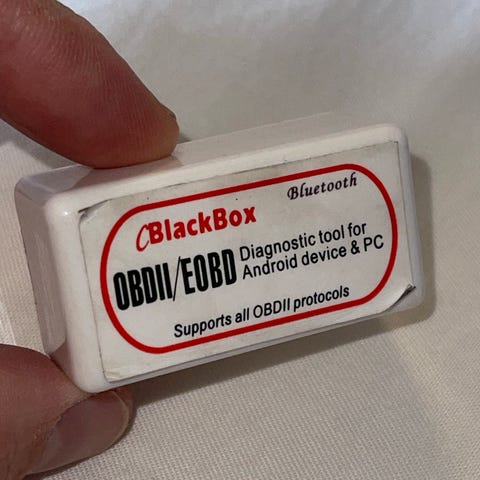 Bluetooth
CBlackBox
OBDII/EOBD Diagnostic tool for
Android device & PC
Supports all OBDII protocols